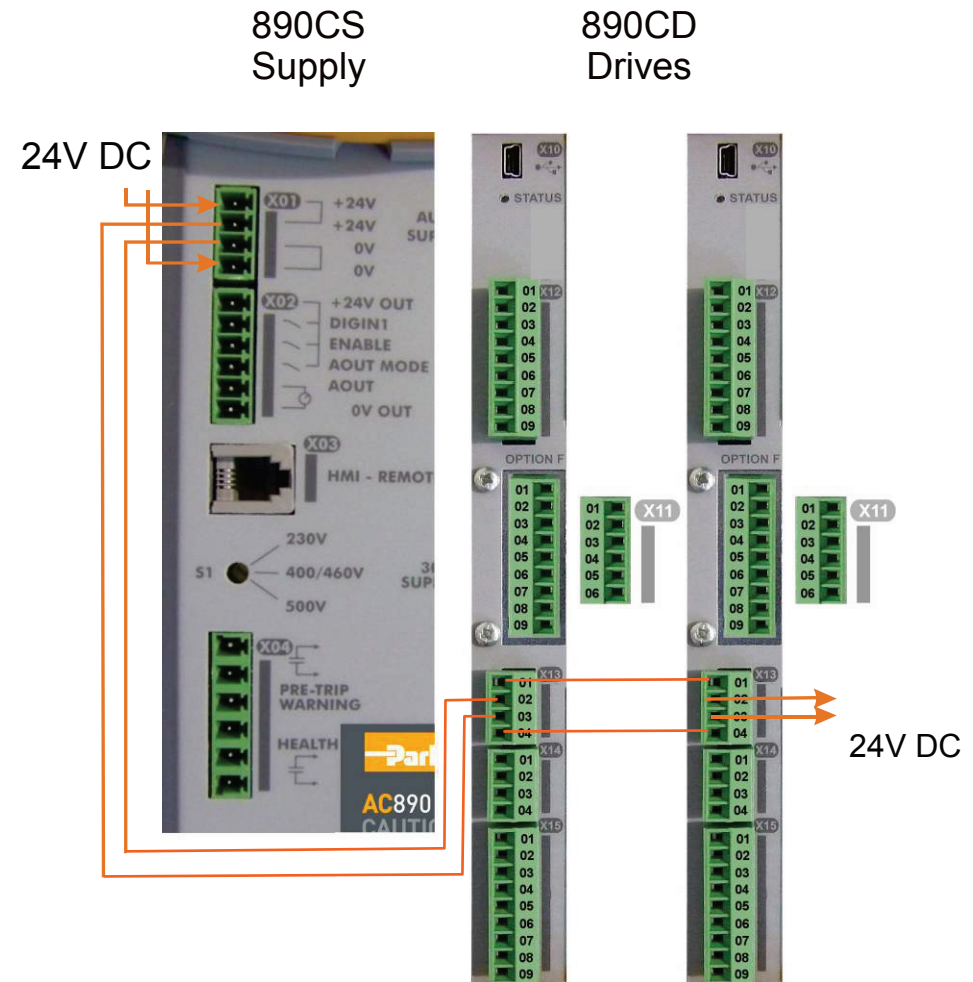 890CS
Supply
890CD
Drives
24V DC
X01
+24V
+24V
0V
0V
X02
+24V OUT
DIGIN1
ENABLE
AOUT MODE
AOUT
0V OUT
X03
HMI - REMOT
230V
S1
400/460V
500V
X04
PRE-TRIP
WARNING
HEALTH
AC890
CAUTIO
X10
STATUS
X12
01
02
03
04
05
06
07
08
09
OPTION F
01
02
03
04
05
06
07
08
09
X11
01
02
03
04
05
06
X13
01
02
03
04
X14
01
02
03
04
X15
01
02
03
04
05
06
07
08
09
X10
STATUS
X12
01
02
03
04
05
06
07
08
09
OPTION F
01
02
03
04
05
06
07
08
09
X11
01
02
03
04
05
06
X13
01
02
03
04
24V DC
X14
01
02
03
04
X15
01
02
03
04
05
06
07
08
09